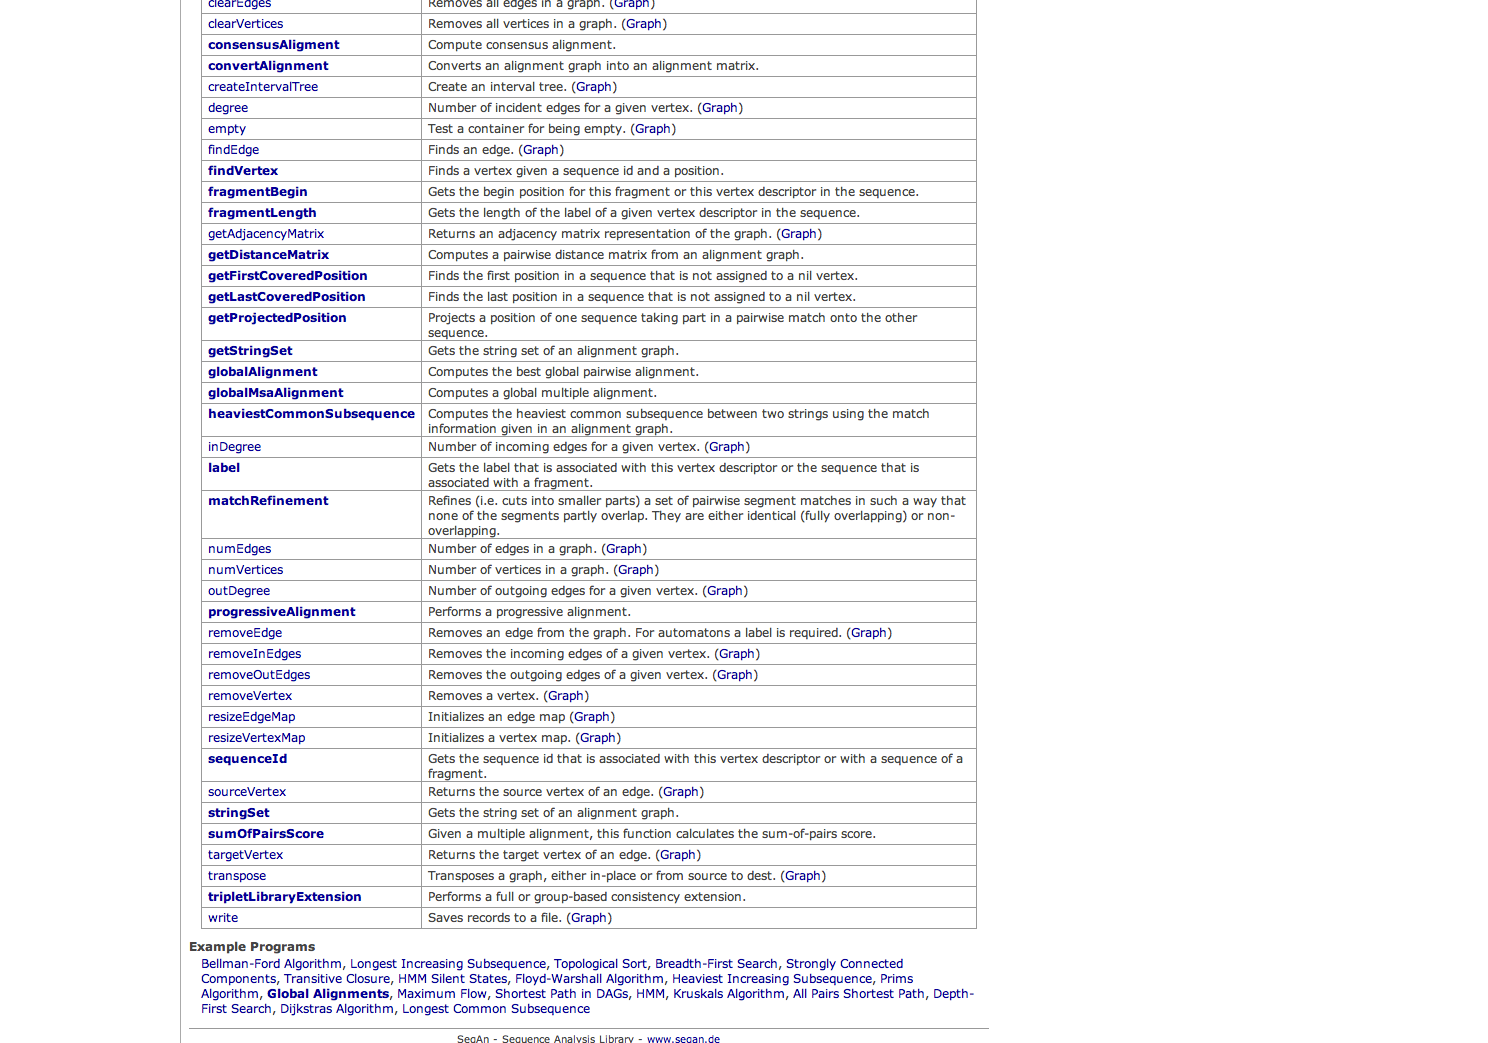 clearEdges Removes all edges in a graph. (Graph)
clearVertices Removes all vertices in a graph. (Graph)
consensusAligment Compute consensus alignment.
convertAlignment Converts an alignment graph into an alignment matrix.
createIntervalTree Create an interval tree. (Graph)
degree Number of incident edges for a given vertex. (Graph)
empty Test a container for being empty. (Graph)
findEdge Finds an edge. (Graph)
findVertex Finds a vertex given a sequence id and a position.
fragmentBegin Gets the begin position for this fragment or this vertex descriptor in the sequence.
fragmentLength Gets the length of the label of a given vertex descriptor in the sequence.
getAdjacencyMatrix Returns an adjacency matrix representation of the graph. (Graph)
getDistanceMatrix Computes a pairwise distance matrix from an alignment graph.
getFirstCoveredPosition Finds the first position in a sequence that is not assigned to a nil vertex.
getLastCoveredPosition Finds the last position in a sequence that is not assigned to a nil vertex.
getProjectedPosition Projects a position of one sequence taking part in a pairwise match onto the other
sequence.
getStringSet Gets the string set of an alignment graph.
globalAlignment Computes the best global pairwise alignment.
globalMsaAlignment Computes a global multiple alignment.
heaviestCommonSubsequence Computes the heaviest common subsequence between two strings using the match
information given in an alignment graph.
inDegree Number of incoming edges for a given vertex. (Graph)
label Gets the label that is associated with this vertex descriptor or the sequence that is
associated with a fragment.
matchRefinement Refines (i.e. cuts into smaller parts) a set of pairwise segment matches in such a way that
none of the segments partly overlap. They are either identical (fully overlapping) or non-
overlapping.
numEdges Number of edges in a graph. (Graph)
numVertices Number of vertices in a graph. (Graph)
outDegree Number of outgoing edges for a given vertex. (Graph)
progressiveAlignment Performs a progressive alignment.
removeEdge Removes an edge from the graph. For automatons a label is required. (Graph)
removeInEdges Removes the incoming edges of a given vertex. (Graph)
removeOutEdges Removes the outgoing edges of a given vertex. (Graph)
removeVertex Removes a vertex. (Graph)
resizeEdgeMap Initializes an edge map (Graph)
resizeVertexMap Initializes a vertex map. (Graph)
sequenceId Gets the sequence id that is associated with this vertex descriptor or with a sequence of a
fragment.
sourceVertex Returns the source vertex of an edge. (Graph)
stringSet Gets the string set of an alignment graph.
sumOfPairsScore Given a multiple alignment, this function calculates the sum-of-pairs score.
targetVertex Returns the target vertex of an edge. (Graph)
transpose Transposes a graph, either in-place or from source to dest. (Graph)
tripletLibraryExtension Performs a full or group-based consistency extension.
write Saves records to a file. (Graph)
Example Programs
Bellman-Ford Algorithm, Longest Increasing Subsequence, Topological Sort, Breadth-First Search, Strongly Connected
Components, Transitive Closure, HMM Silent States, Floyd-Warshall Algorithm, Heaviest Increasing Subsequence, Prims
Algorithm, Global Alignments, Maximum Flow, Shortest Path in DAGs, HMM, Kruskals Algorithm, All Pairs Shortest Path, Depth-
First Search, Dijkstras Algorithm, Longest Common Subsequence
SeqAn - Sequence Analysis Library - www.seqan.de